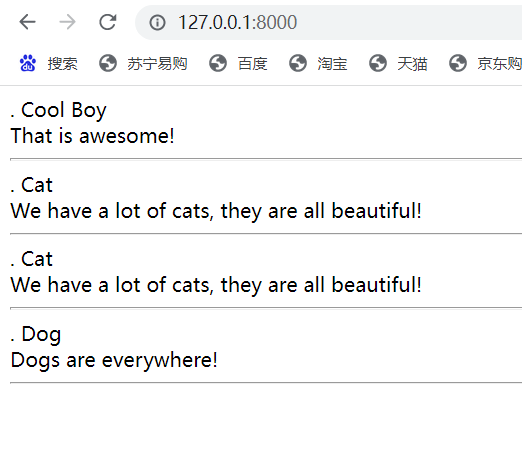 127.0.0.1:8000
搜索 苏宁易购 百度 淘宝 天猫 京东购
. Cool Boy
That is awesome!
. Cat
We have a lot of cats, they are all beautiful!
. Cat
We have a lot of cats, they are all beautiful!
. Dog
Dogs are everywhere!